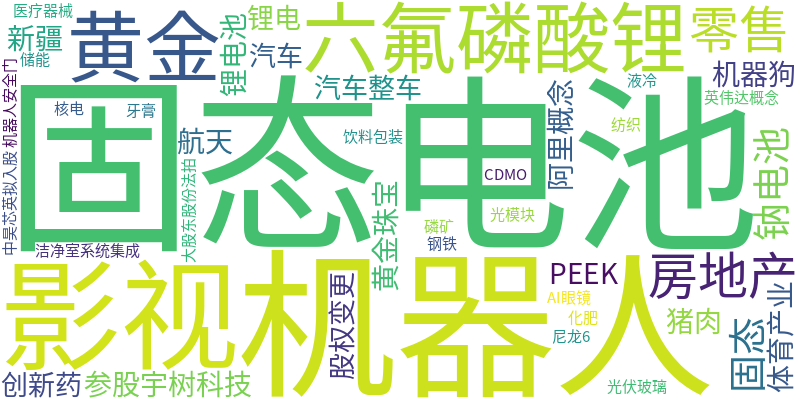 医疗器械
新疆
储能
黄金
锂电池
锂电
汽车
六氟磷酸锂
零售
汽车整车
机器狗
液冷
英伟达概念
机器人安全门
核电
牙膏
航天
饮料包装
阿里概念
纺织
固态电池
钠电池
CDMO
中昊芯英拟入股
大股东股份法拍
黄金珠宝
光模块
磷矿
钢铁
洁净室系统集成
影视
机器人
股权变更
PEEK
房地产
AI眼镜
化肥
尼龙6
猪肉
固态
体育产业
创新药
参股宇树科技
光伏玻璃